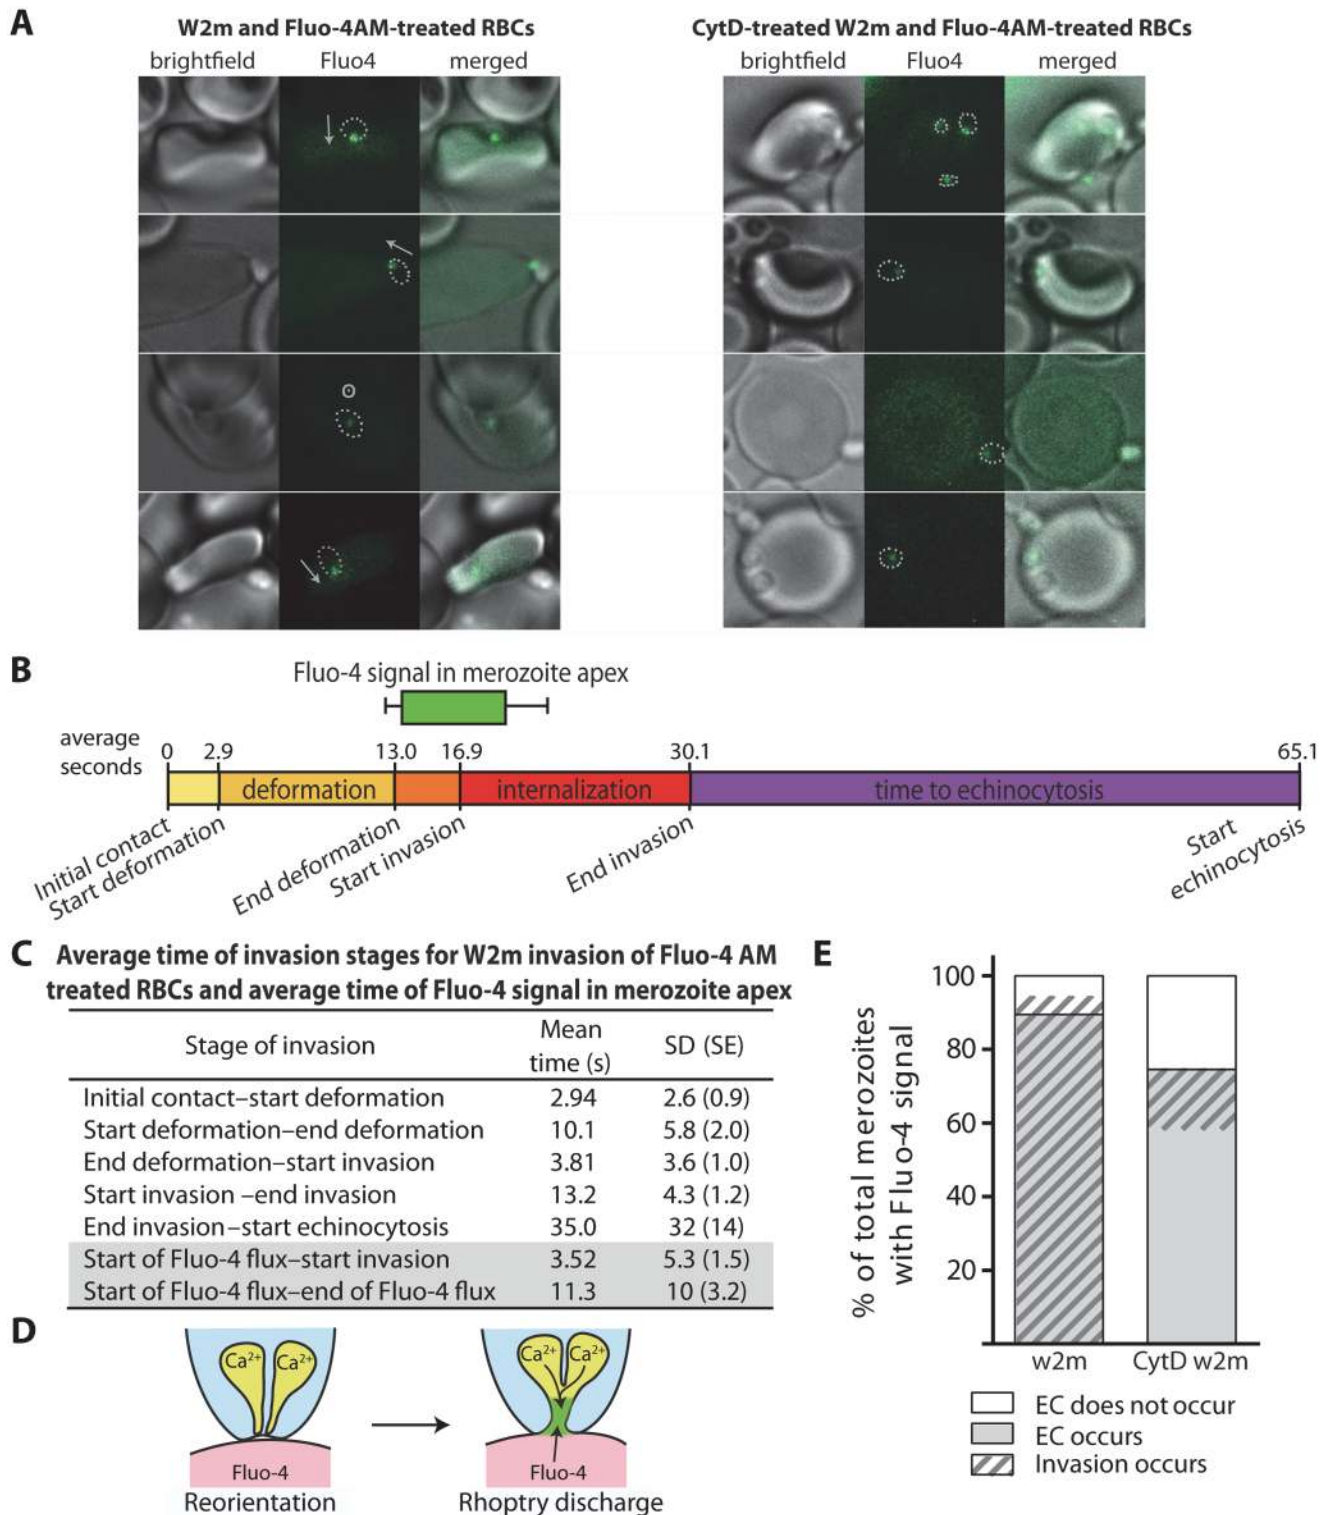 A
W2m and Fluo-4AM-treated RBCs
brightfield Fluo4 merged
CytD-treated W2m and Fluo-4AM-treated RBCs
brightfield Fluo4 merged
B
Fluo-4 signal in merozoite apex
average
seconds
0 2.9 13.0 16.9 30.1 65.1
deformation internalization time to echinocytosis
Initial contact
Start deformation
End deformation
Start invasion
End invasion
Start
echinocytosis
C Average time of invasion stages for W2m invasion of Fluo-4 AM
treated RBCs and average time of Fluo-4 signal in merozoite apex
Stage of invasion Mean time (s) SD (SE)
Initial contact–start deformation 2.94 2.6 (0.9)
Start deformation–end deformation 10.1 5.8 (2.0)
End deformation–start invasion 3.81 3.6 (1.0)
Start invasion –end invasion 13.2 4.3 (1.2)
End invasion–start echinocytosis 35.0 32 (14)
Start of Fluo-4 flux–start invasion 3.52 5.3 (1.5)
Start of Fluo-4 flux–end of Fluo-4 flux 11.3 10 (3.2)
D
Ca2+ Ca2+
Fluo-4
Reorientation
Ca2+ Ca2+
Fluo-4
Rhoptry discharge
E
% of total merozoites
with Fluo-4 signal
100
80
60
40
20
w2m CytD w2m
EC does not occur
EC occurs
Invasion occurs